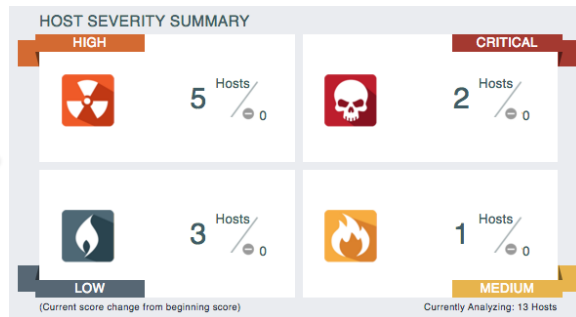 HOST SEVERITY SUMMARY
HIGH
5 Hosts 0
CRITICAL
2 Hosts 0
3 Hosts 0
LOW
1 Hosts 0
MEDIUM
(Current score change from beginning score)
Currently Analyzing: 13 Hosts